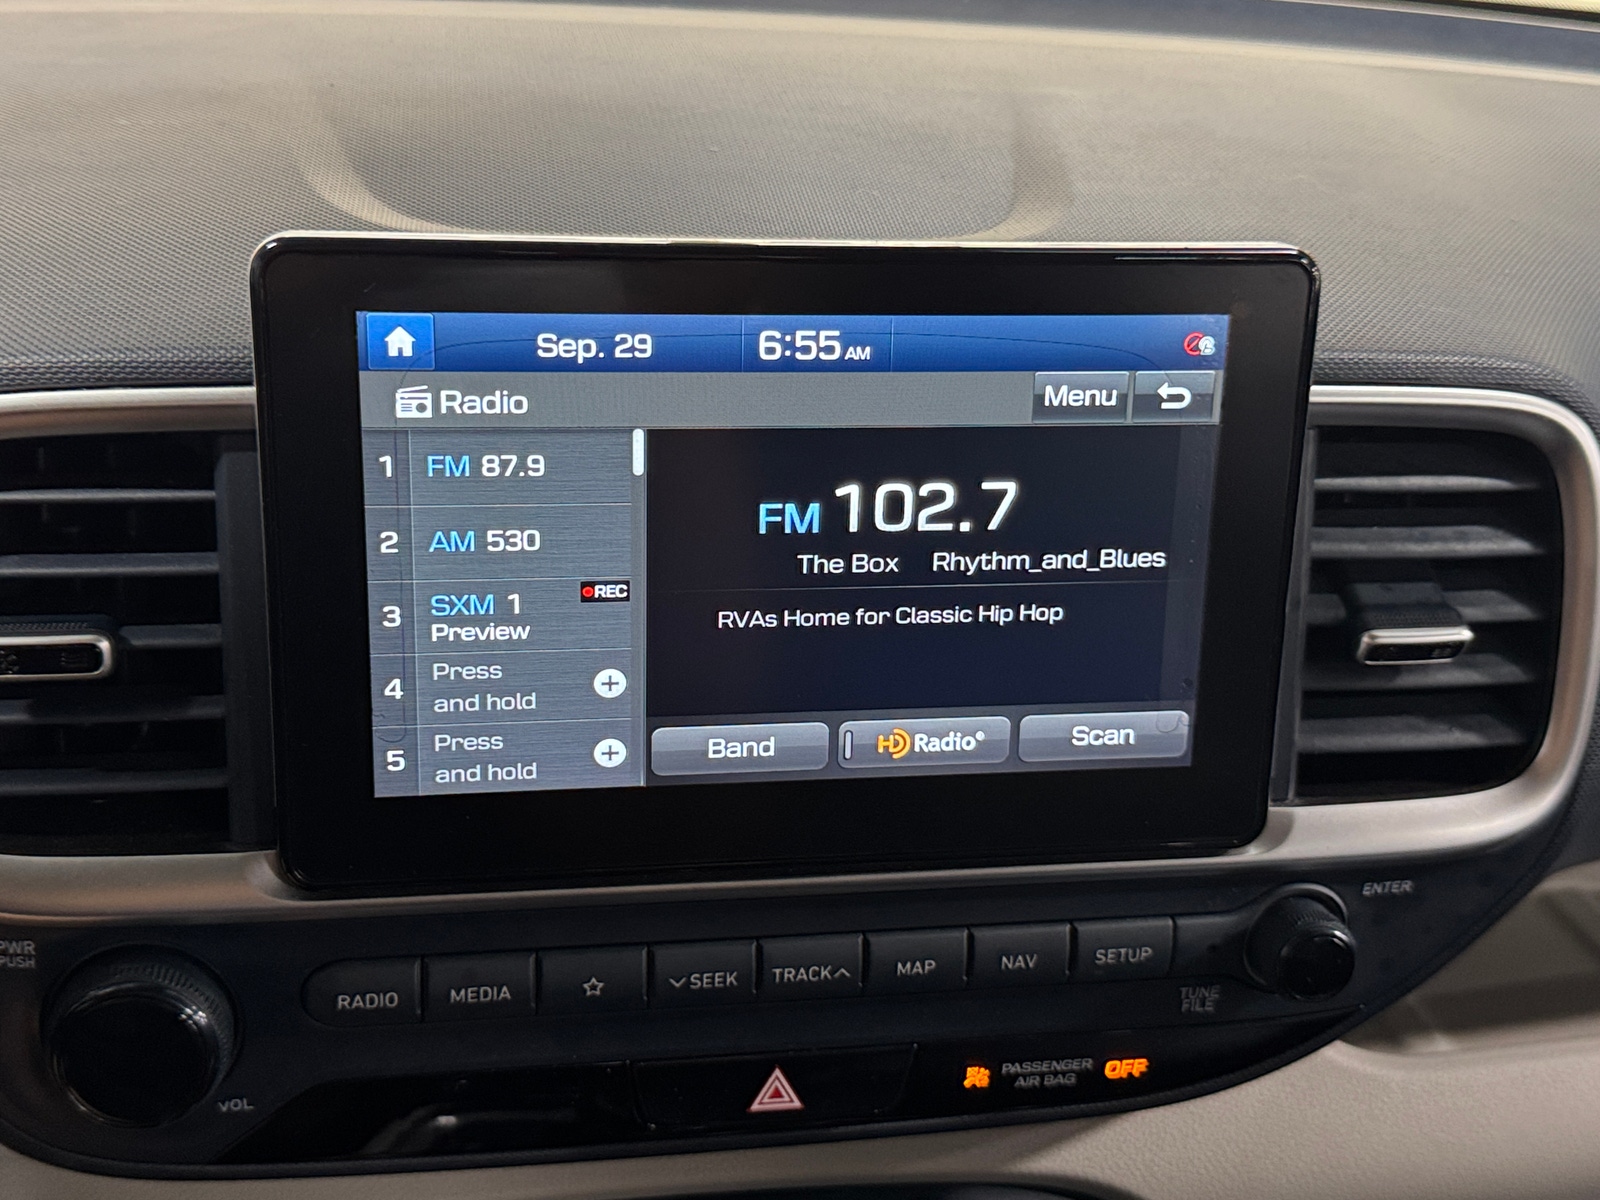 Sep. 29 6:55 AM
Radio Menu
1 FM 87.9
2 AM 530
3 SXM 1 REC
Preview
4 Press
and hold
5 Press
and hold
FM 102.7
The Box Rhythm_and_Blues
RVAs Home for Classic Hip Hop
Band HD Radio® Scan
PWR
PUSH
VOL
RADIO MEDIA SEEK TRACK MAP NAV SETUP
ENTER
TUNE
FILE
PASSENGER
AIR BAG OFF